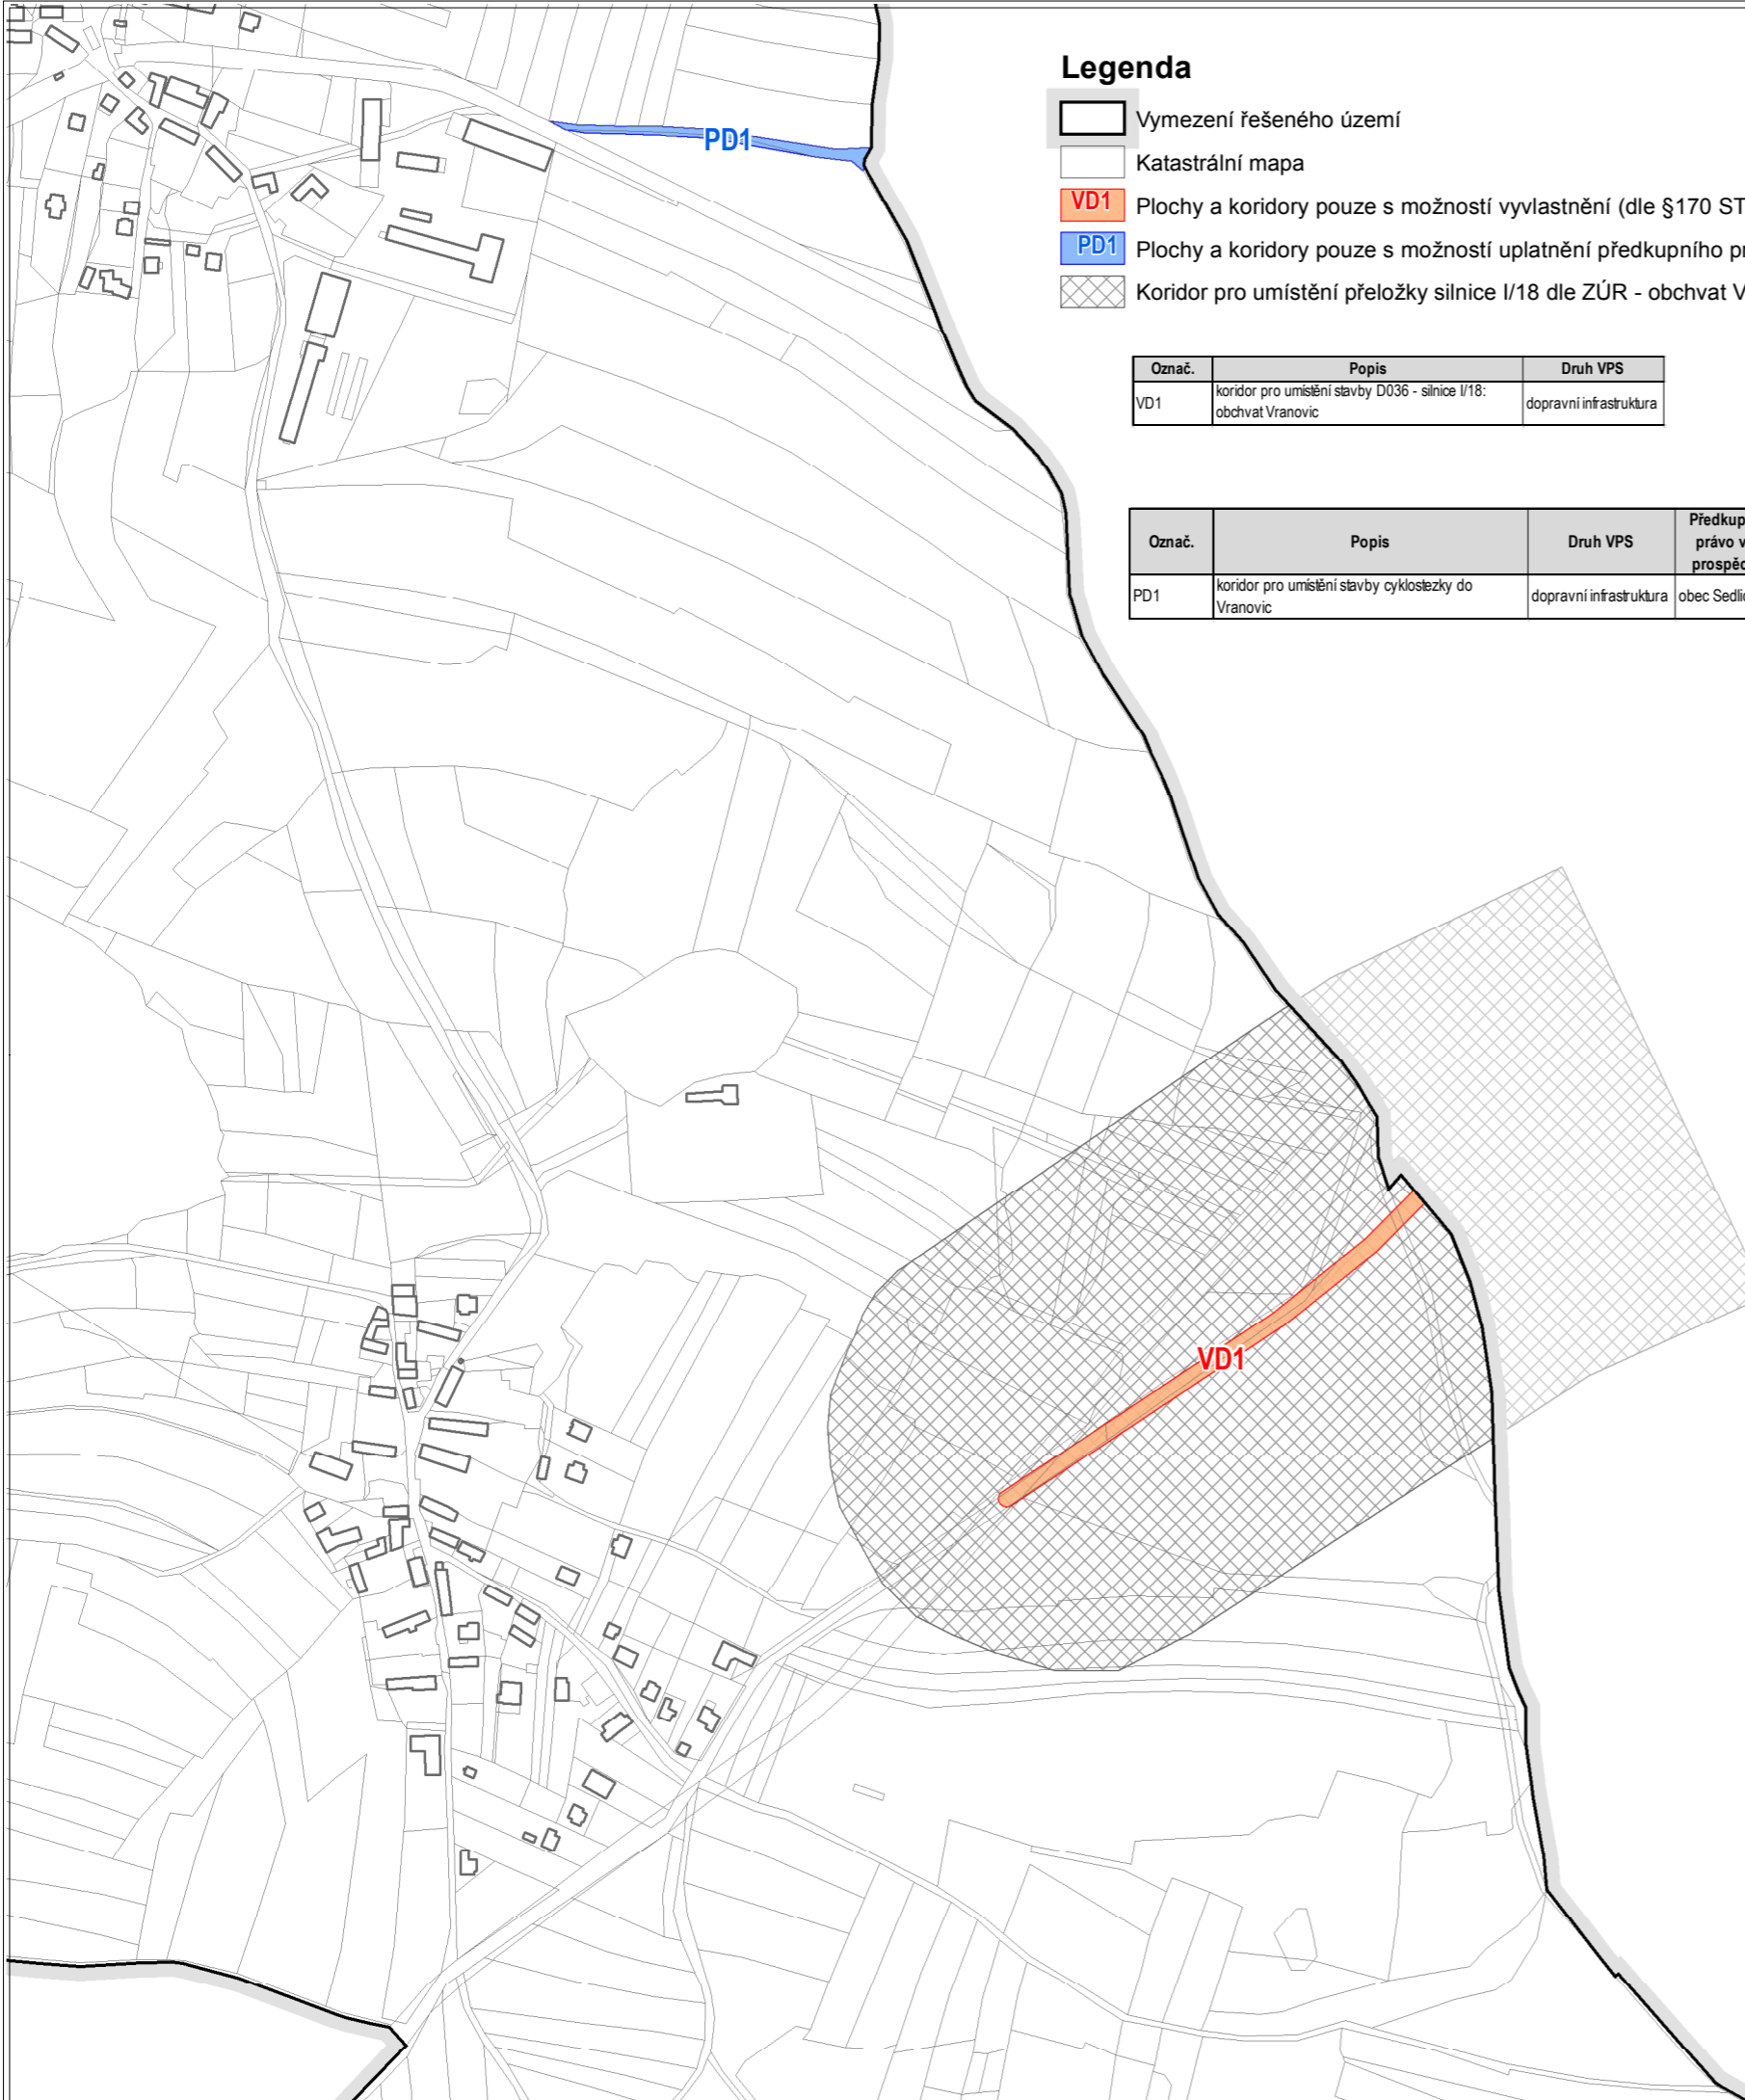 Legenda
Vymezení řešeného území
Katastrální mapa
VD1 Plochy a koridory pouze s možností vyvlastnění (dle §170 ST
PD1 Plochy a koridory pouze s možností uplatnění předkupního
Koridor pro umístění přeložky silnice I/18 dle ZÚR - obchvat V
Označ. Popis Druh VPS
VD1 koridor pro umístění stavby D036 - silnice I/18: obchvat Vranovic dopravní infrastruktura
Označ. Popis Druh VPS Předkup právo v prospěc
PD1 koridor pro umístění stavby cyklostezky do Vranovic dopravní infrastruktura obec Sedli
PD1
VD1